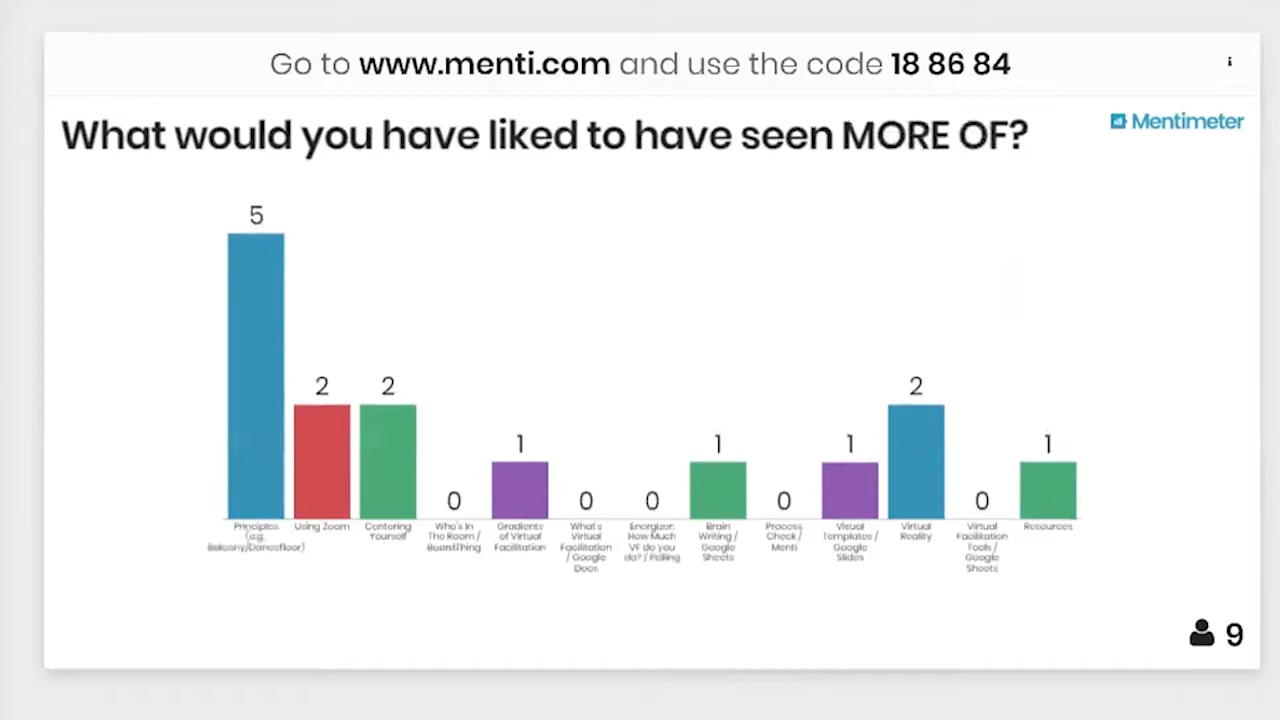 Go to www.menti.com and use the code 18 86 84
i
What would you have liked to have seen MORE OF?
Mentimeter
5
2
2
0
1
0
0
1
0
1
2
0
1
Principles
(e.g.
Balcony/Dancefloor)
Using Zoom
Centering
Yourself
Who's In
The Room /
Gradients
of Virtual
Facilitation
What's
Virtual
Facilitation
/ Google
Docs
Energizer:
How Much
VF do you
do? / Polling
Brain
Writing /
Google
Sheets
Process
Check /
Menti
Visual
Templates /
Google
Slides
Virtual
Reality
Virtual
Facilitation
Tools /
Google
Sheets
Resources
9